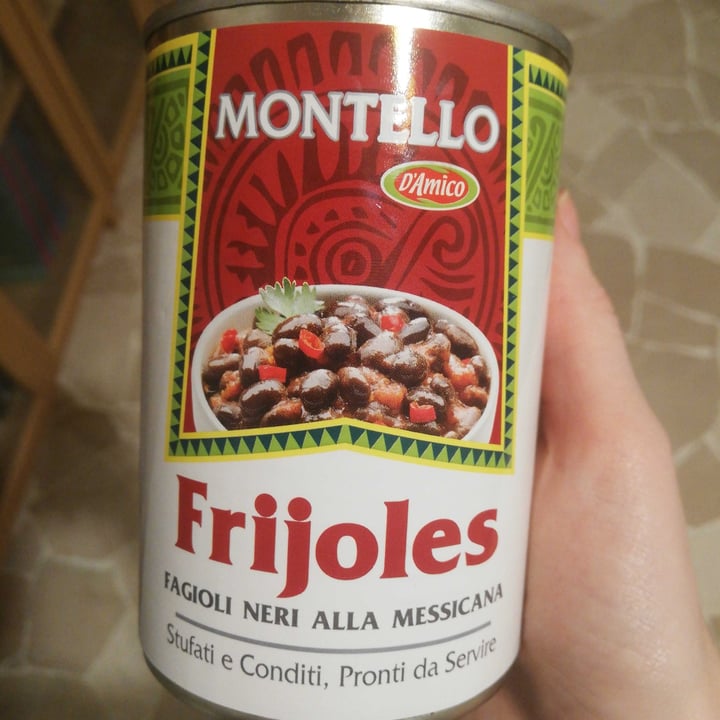 MONTELLO
D'Amico
Frijoles
FAGIOLI NERI ALLA MESSICANA
Stufati e Conditi, Pronti da Servire